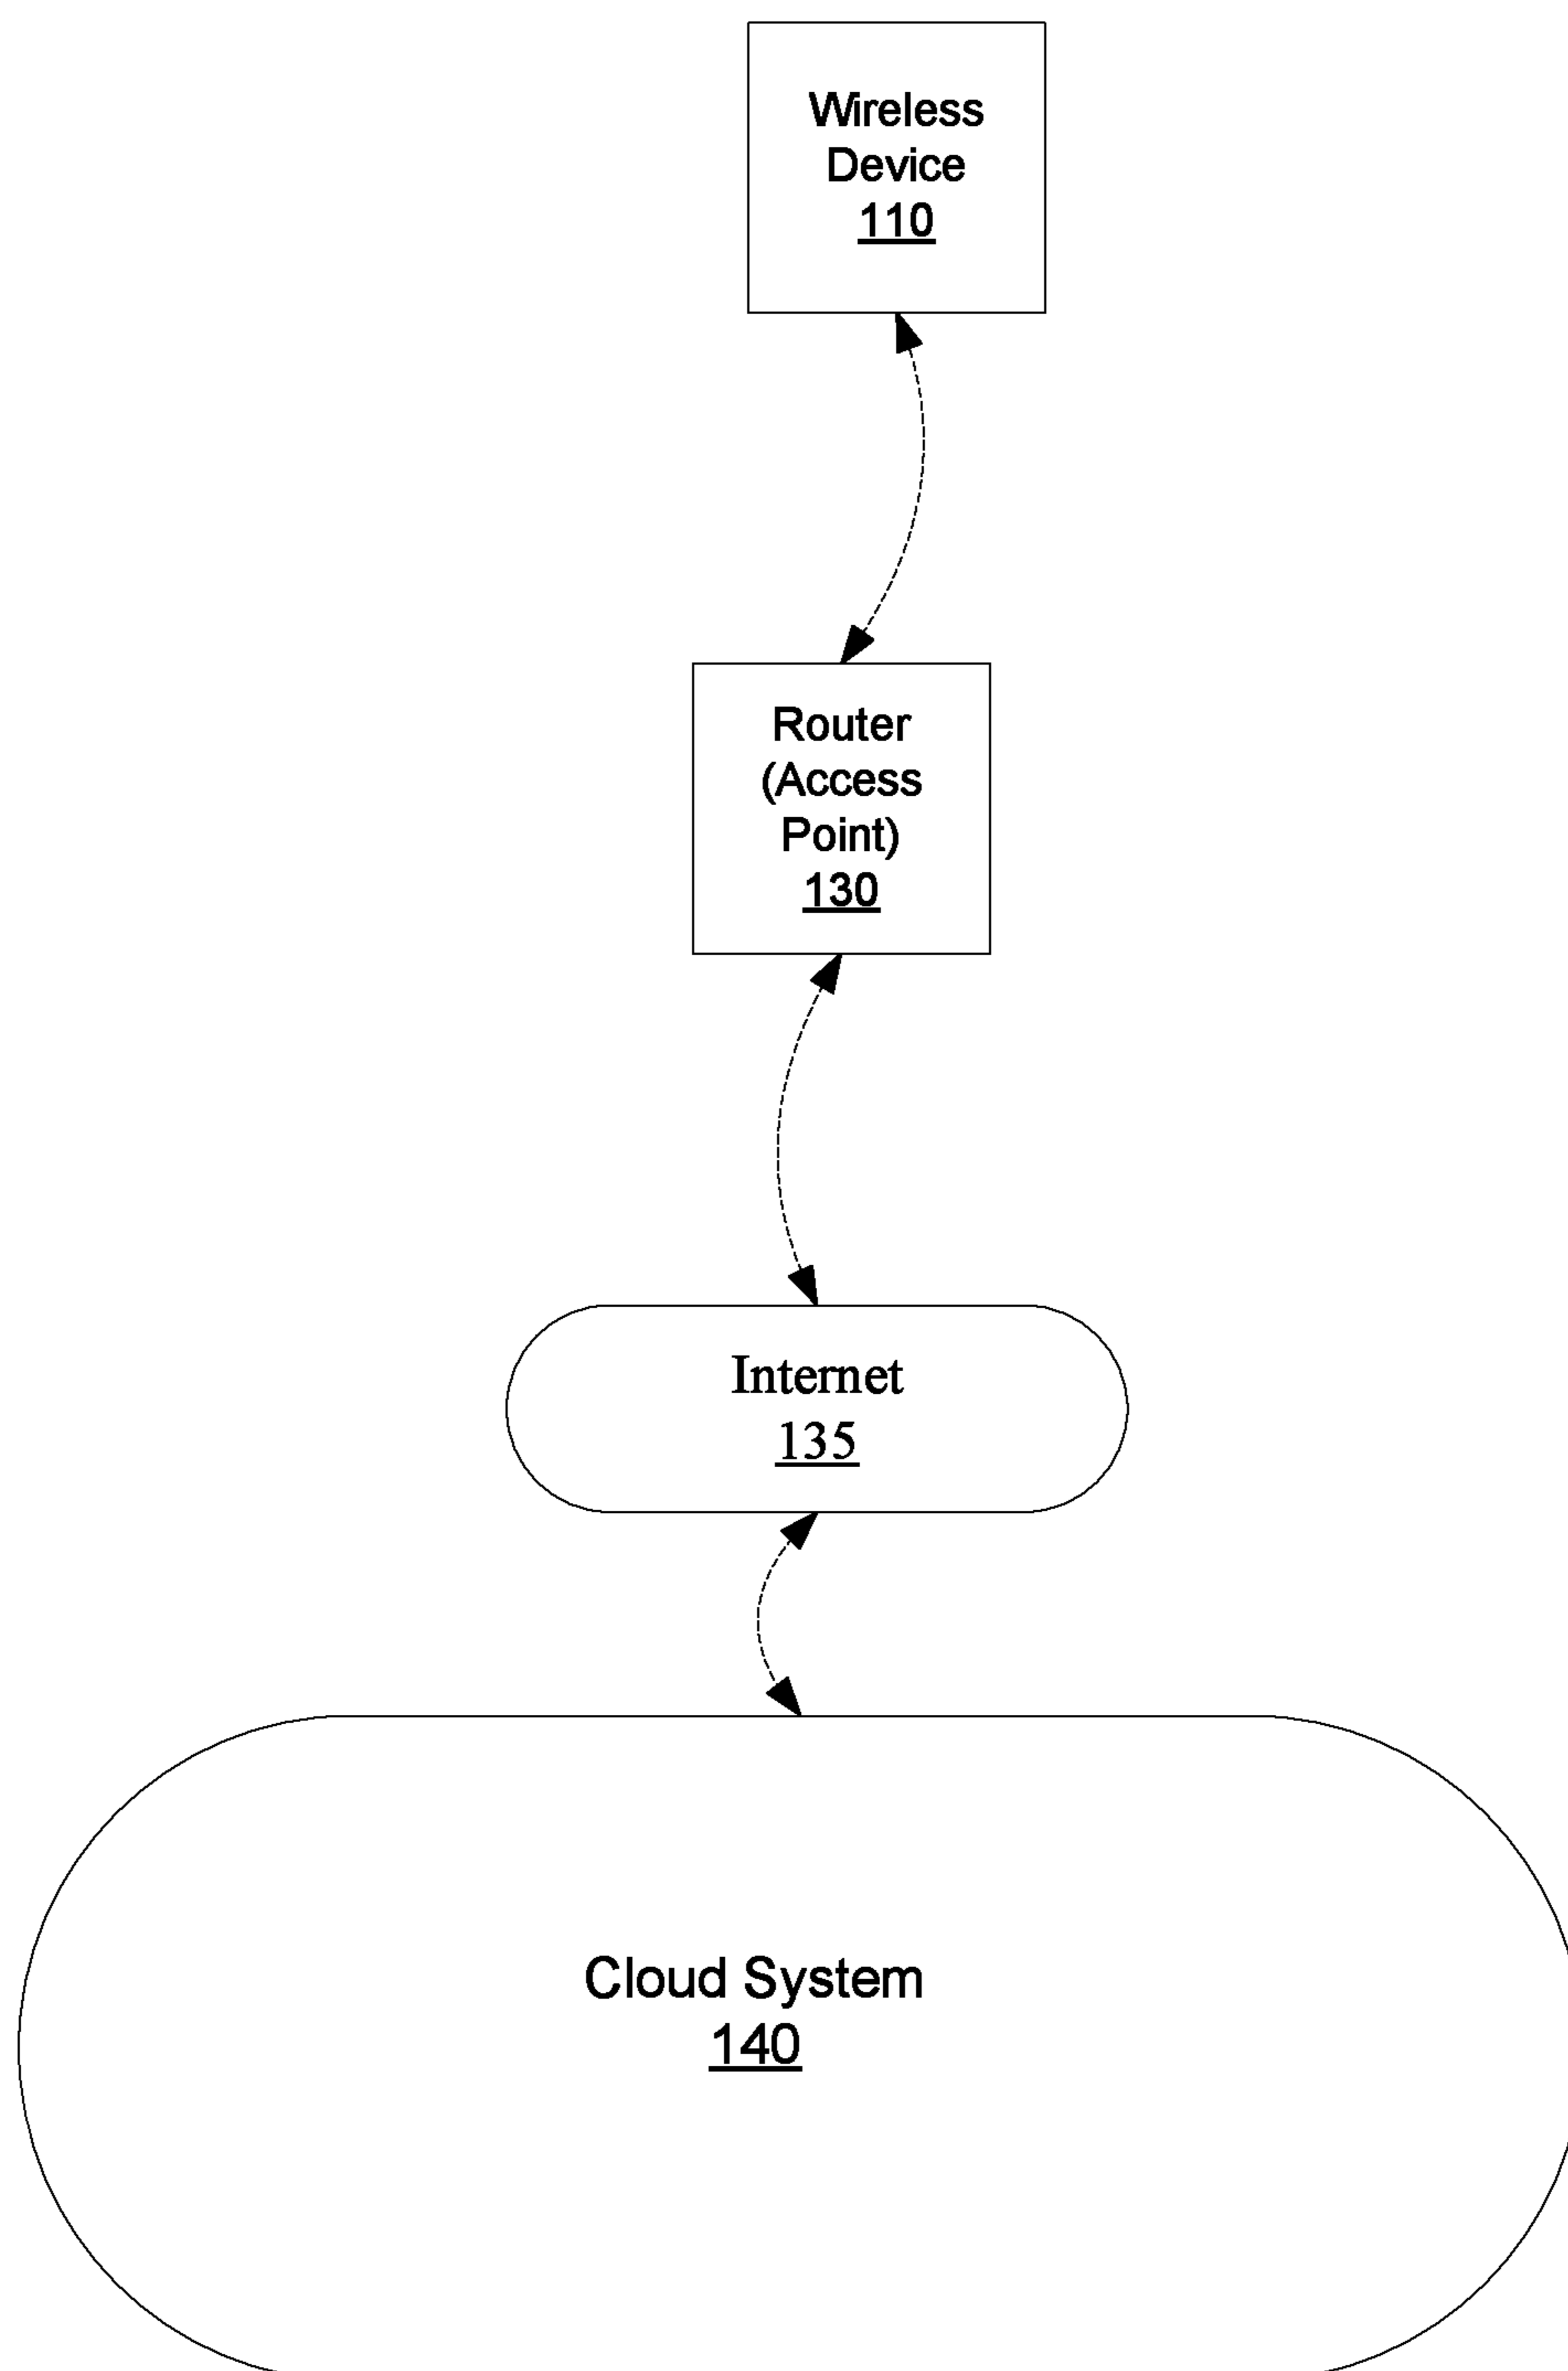 Wireless
Device
110
Router
(Access
Point)
130
Internet
135
Cloud System
140